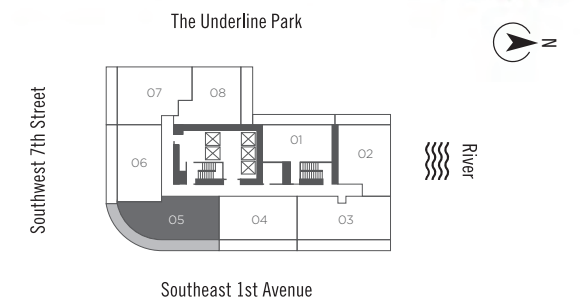 The Underline Park
N
07
08
Southwest 7th Street
01
02
06
River
05
04
03
Southeast 1st Avenue